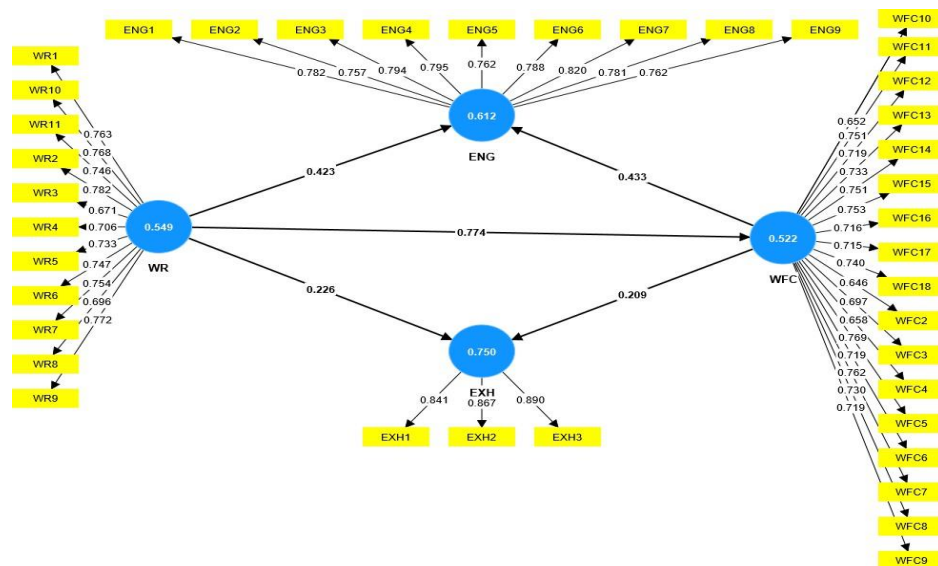 ENG1
ENG2
ENG3
ENG4
ENG5
ENG6
ENG7
ENG8
ENG9
0.782
0.757
0.794
0.795
0.762
0.788
0.820
0.781
0.762
0.612
ENG
WR1
WR10
WR11
WR2
WR3
WR4
WR5
WR6
WR7
WR8
WR9
0.763
0.768
0.746
0.782
0.671
0.706
0.733
0.747
0.754
0.696
0.772
0.549
WR
0.423
0.433
0.774
0.226
0.209
0.522
WFC
0.750
EXH
0.841
0.867
0.890
EXH1
EXH2
EXH3
0.652
0.751
0.719
0.733
0.751
0.753
0.716
0.715
0.740
0.646
0.697
0.658
0.769
0.719
0.762
0.730
0.719
WFC10
WFC11
WFC12
WFC13
WFC14
WFC15
WFC16
WFC17
WFC18
WFC2
WFC3
WFC4
WFC5
WFC6
WFC7
WFC8
WFC9